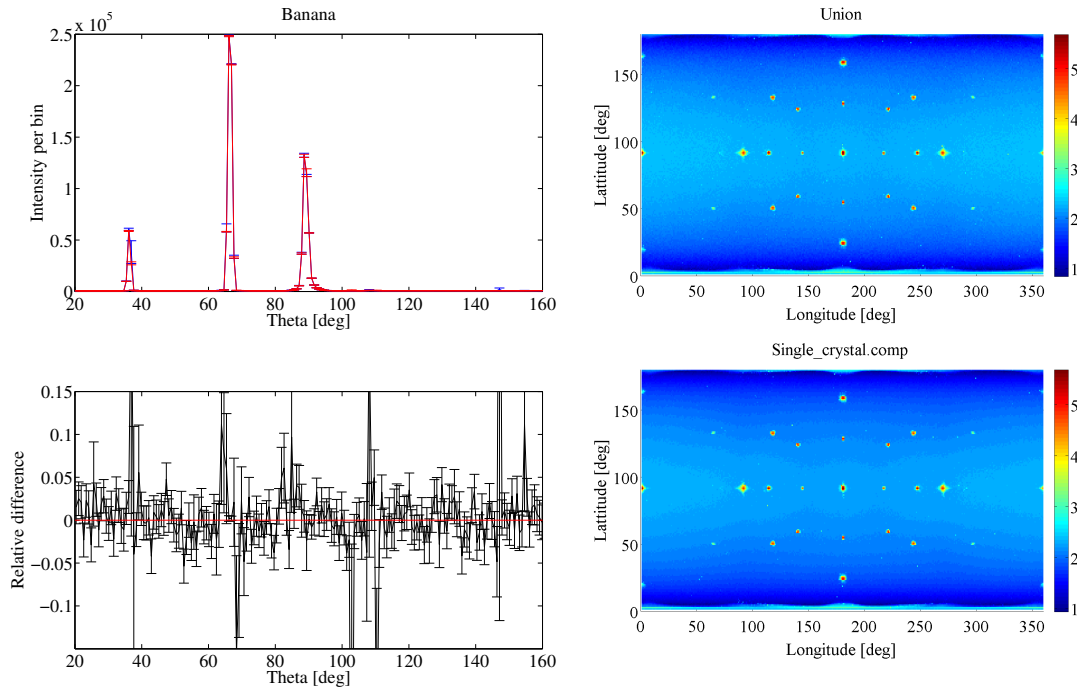 Banana
x 10^5
2.5
2
1.5
1
0.5
0
20 40 60 80 100 120 140 160
Theta [deg]
Intensity per bin
Union
150
100
50
0
0 50 100 150 200 250 300 350
Longitude [deg]
Lattitude [deg]
5
4
3
2
1
0.15
0.1
0.05
0
−0.05
−0.1
20 40 60 80 100 120 140 160
Theta [deg]
Relative difference
Single_crystal.comp
150
100
50
0
0 50 100 150 200 250 300 350
Longitude [deg]
Lattitude [deg]
5
4
3
2
1